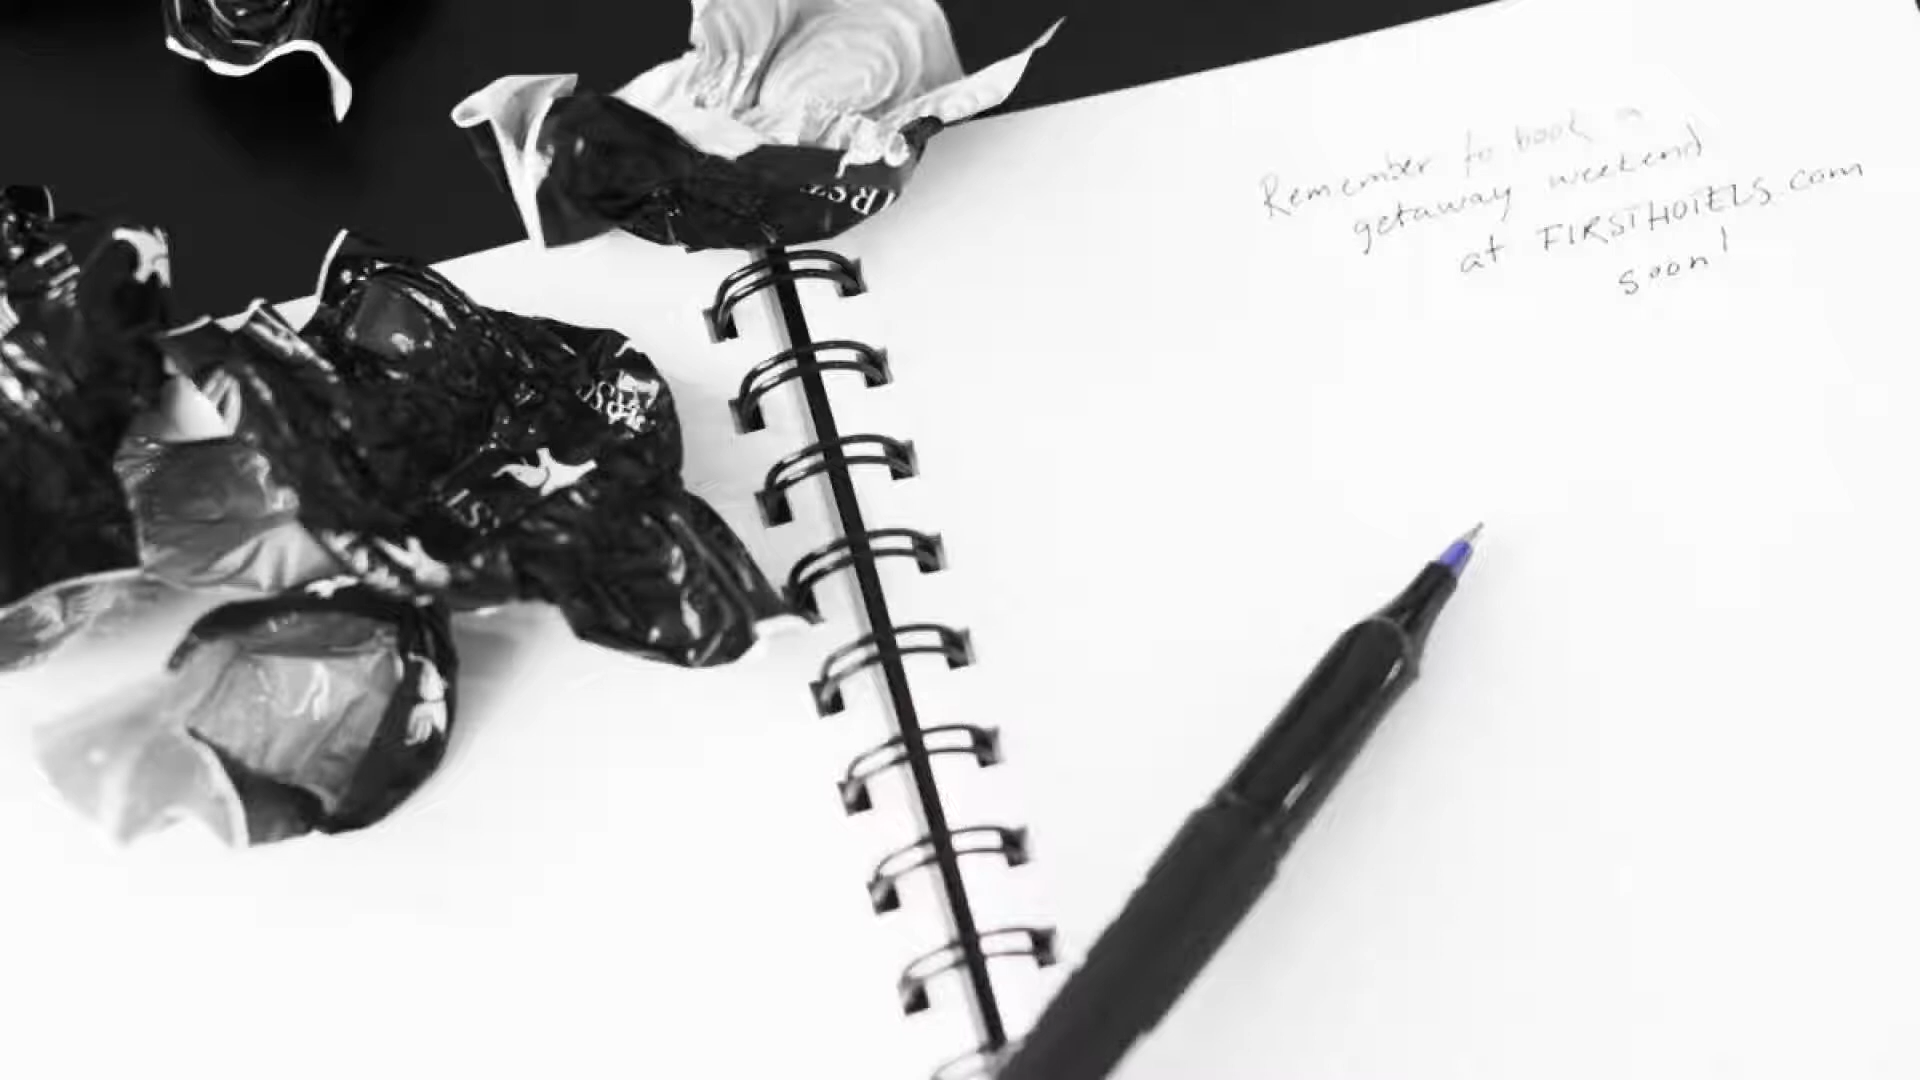 Remember to book a
getaway weekend
at FIRSTHOTELS.com
soon!